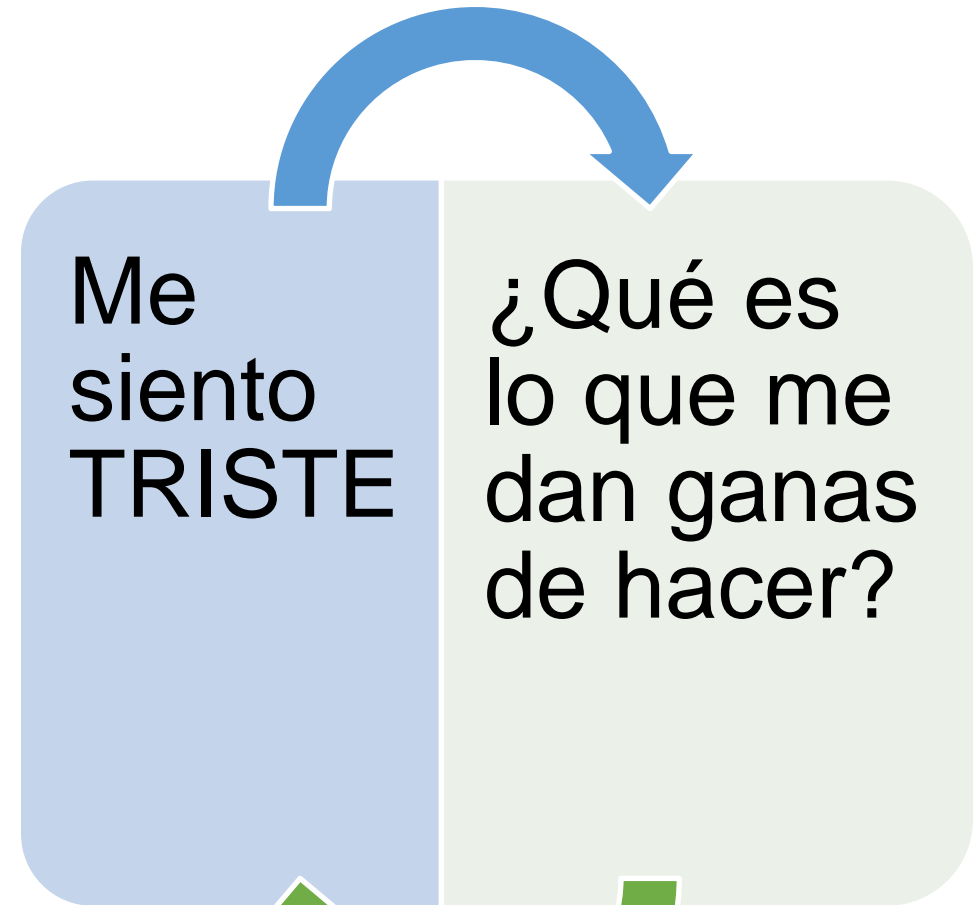 Me
siento
TRISTE
¿Qué es
lo que me
dan ganas
de hacer?